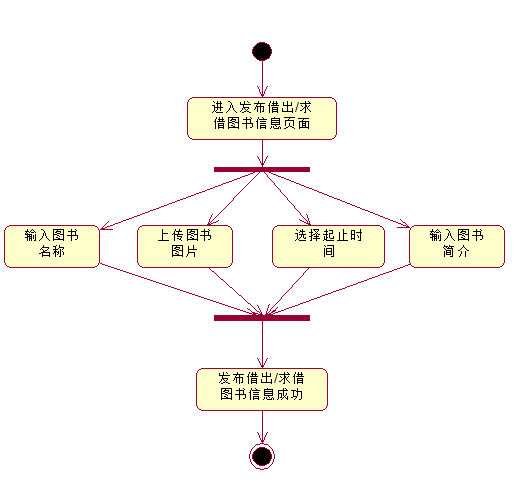 进入发布借出/求
借图书信息页面
输入图书
名称
上传图书
图片
选择起止时
间
输入图书
简介
发布借出/求借
图书信息成功